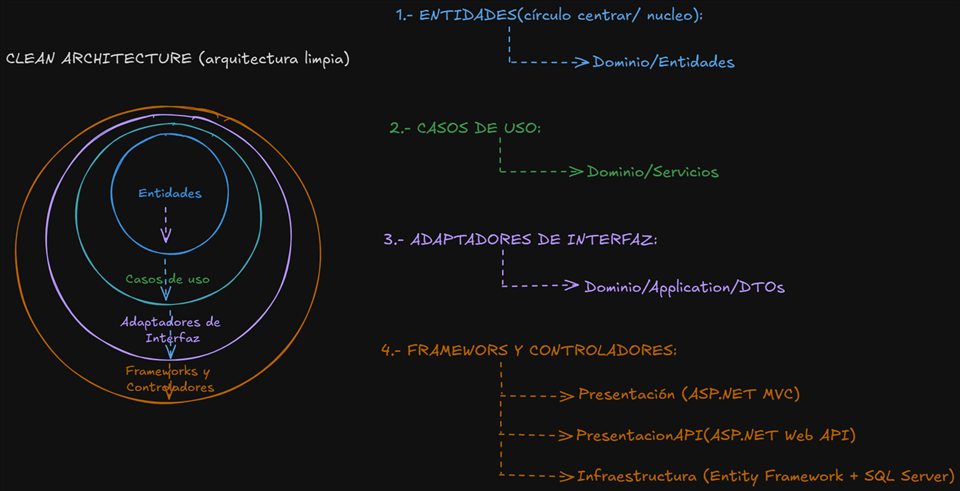 CLEAN ARCHITECTURE (arquitectura limpia)
Entidades
Casos de uso
Adaptadores de
Interfaz
Frameworks y
Controladores
1.- ENTIDADES(círculo centrar/ nucleo):
Dominio/Entidades
2.- CASOS DE USO:
Dominio/Servicios
3.- ADAPTADORES DE INTERFAZ:
Dominio/Application/DTOs
4.- FRAMEWORS Y CONTROLADORES:
Presentación (ASP.NET MVC)
PresentacionAPI(ASP.NET Web API)
Infraestructura (Entity Framework + SQL Server)